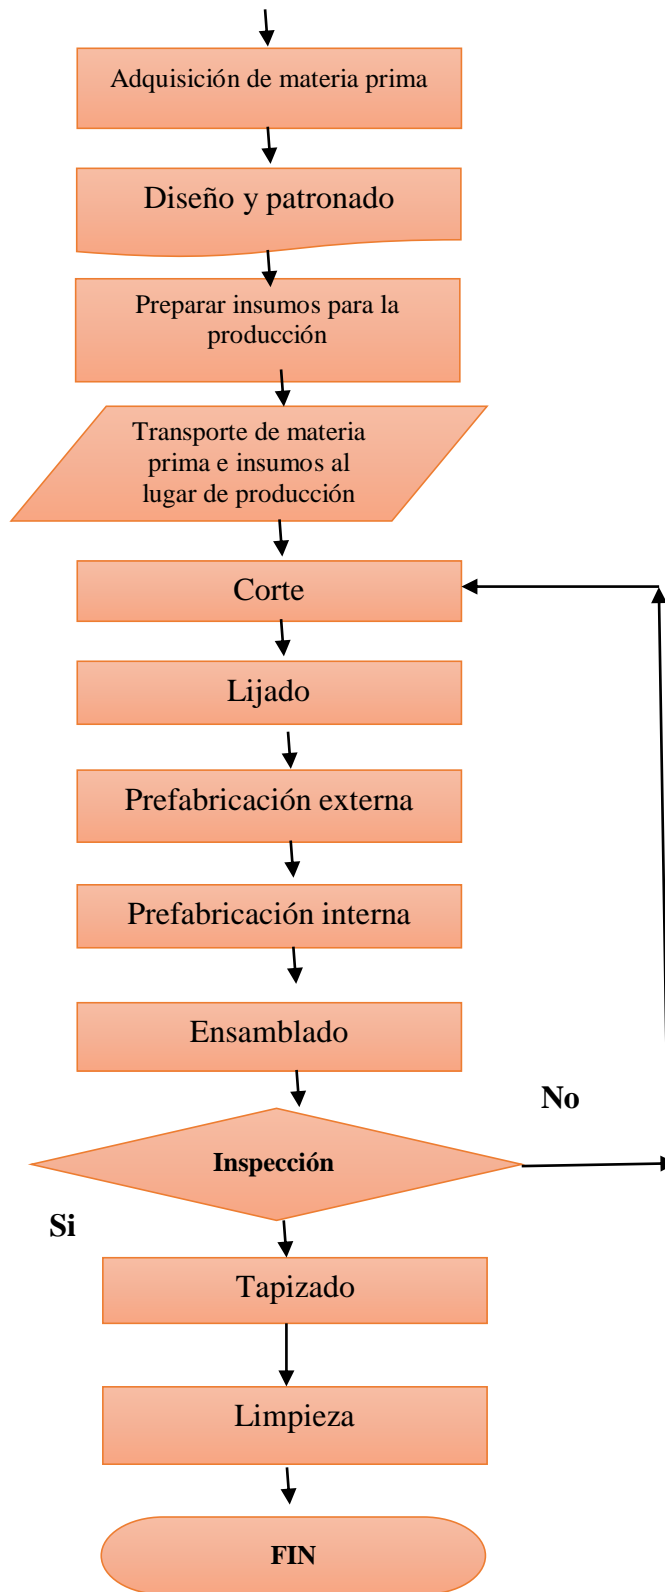 Adquisición de materia prima
Diseño y patronado
Preparar insumos para la
producción
Transporte de materia
prima e insumos al
lugar de producción
Corte
Lijado
Prefabricación externa
Prefabricación interna
Ensamblado
No
Inspección
Si
Tapizado
Limpieza
FIN